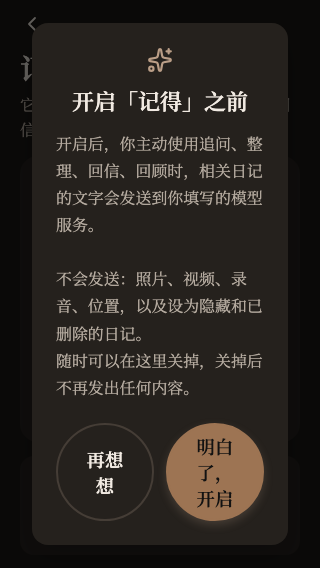 开启「记得」之前
开启后，你主动使用追问、整
理、回信、回顾时，相关日记
的文字会发送到你填写的模型
服务。
不会发送：照片、视频、录
音、位置，以及设为隐藏和已
删除的日记。
随时可以在这里关掉，关掉后
不再发出任何内容。
再想
想
明白
了，
开启